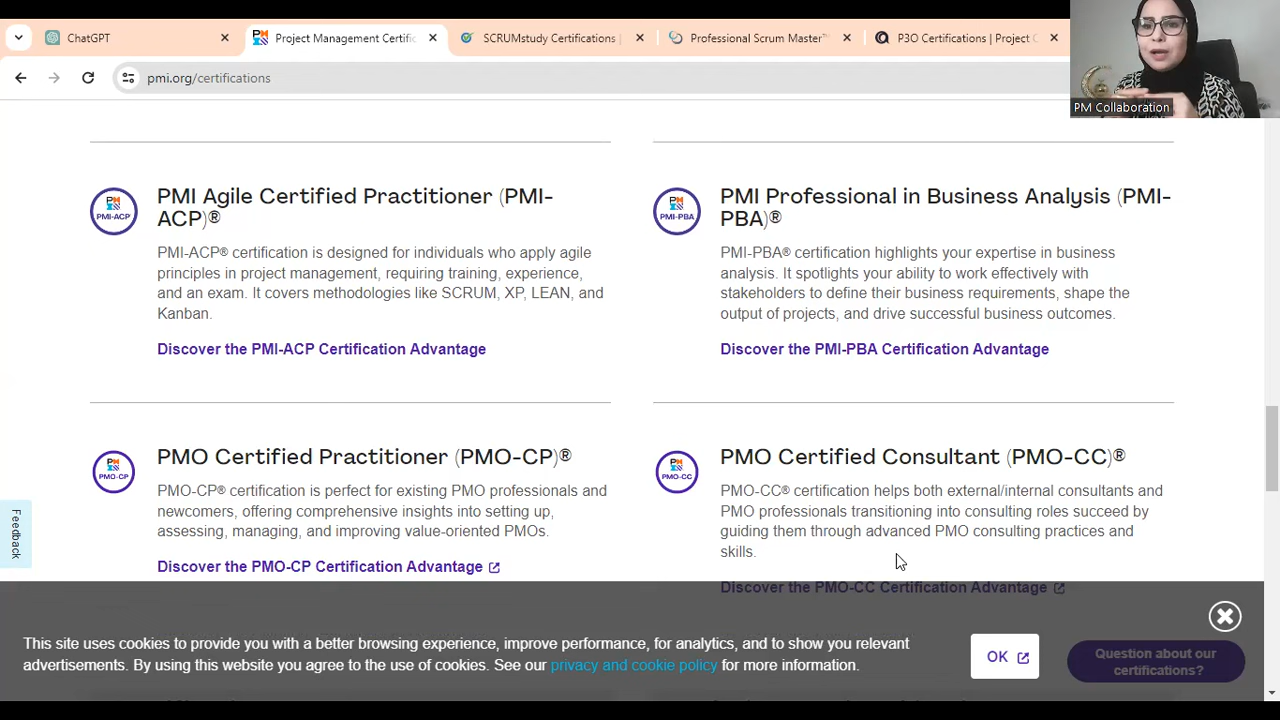 ChatGPT
Project Management Certific
SCRUMstudy Certifications |
Professional Scrum Master™
P3O Certifications | Project C
pmi.org/certifications
PM Collaboration
PMI Agile Certified Practitioner (PMI-
ACP)®
PMI-ACP
PMI-ACP® certification is designed for individuals who apply agile
principles in project management, requiring training, experience,
and an exam. It covers methodologies like SCRUM, XP, LEAN, and
Kanban.
Discover the PMI-ACP Certification Advantage
PMI Professional in Business Analysis (PMI-
PBA)®
PMI-PBA
PMI-PBA® certification highlights your expertise in business
analysis. It spotlights your ability to work effectively with
stakeholders to define their business requirements, shape the
output of projects, and drive successful business outcomes.
Discover the PMI-PBA Certification Advantage
PMO Certified Practitioner (PMO-CP)®
PMO-CP
PMO-CP® certification is perfect for existing PMO professionals and
newcomers, offering comprehensive insights into setting up,
assessing, managing, and improving value-oriented PMOs.
Discover the PMO-CP Certification Advantage
PMO Certified Consultant (PMO-CC)®
PMO-CC
PMO-CC® certification helps both external/internal consultants and
PMO professionals transitioning into consulting roles succeed by
guiding them through advanced PMO consulting practices and
skills.
Discover the PMO-CC Certification Advantage
Feedback
This site uses cookies to provide you with a better browsing experience, improve performance, for analytics, and to show you relevant
advertisements. By using this website you agree to the use of cookies. See our privacy and cookie policy for more information.
OK
Question about our
certifications?